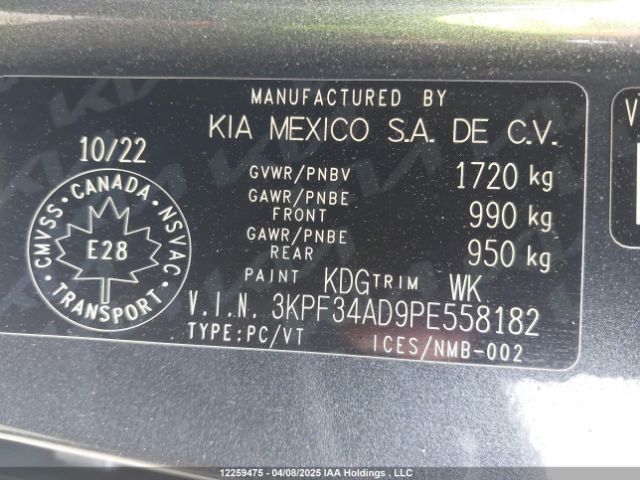 MANUFACTURED BY
KIA MEXICO S.A. DE C.V.
10/22
GVWR/PNBV 1720 kg
GAWR/PNBE FRONT 990 kg
GAWR/PNBE REAR 950 kg
PAINT KDG TRIM WK
V.I.N. 3KPF34AD9PE558182
TYPE:PC/VT ICES/NMB-002
CMVSS · CANADA · NSVAC
E28
TRANSPORT
V
12259475 - 04/08/2025 IAA Holdings , LLC